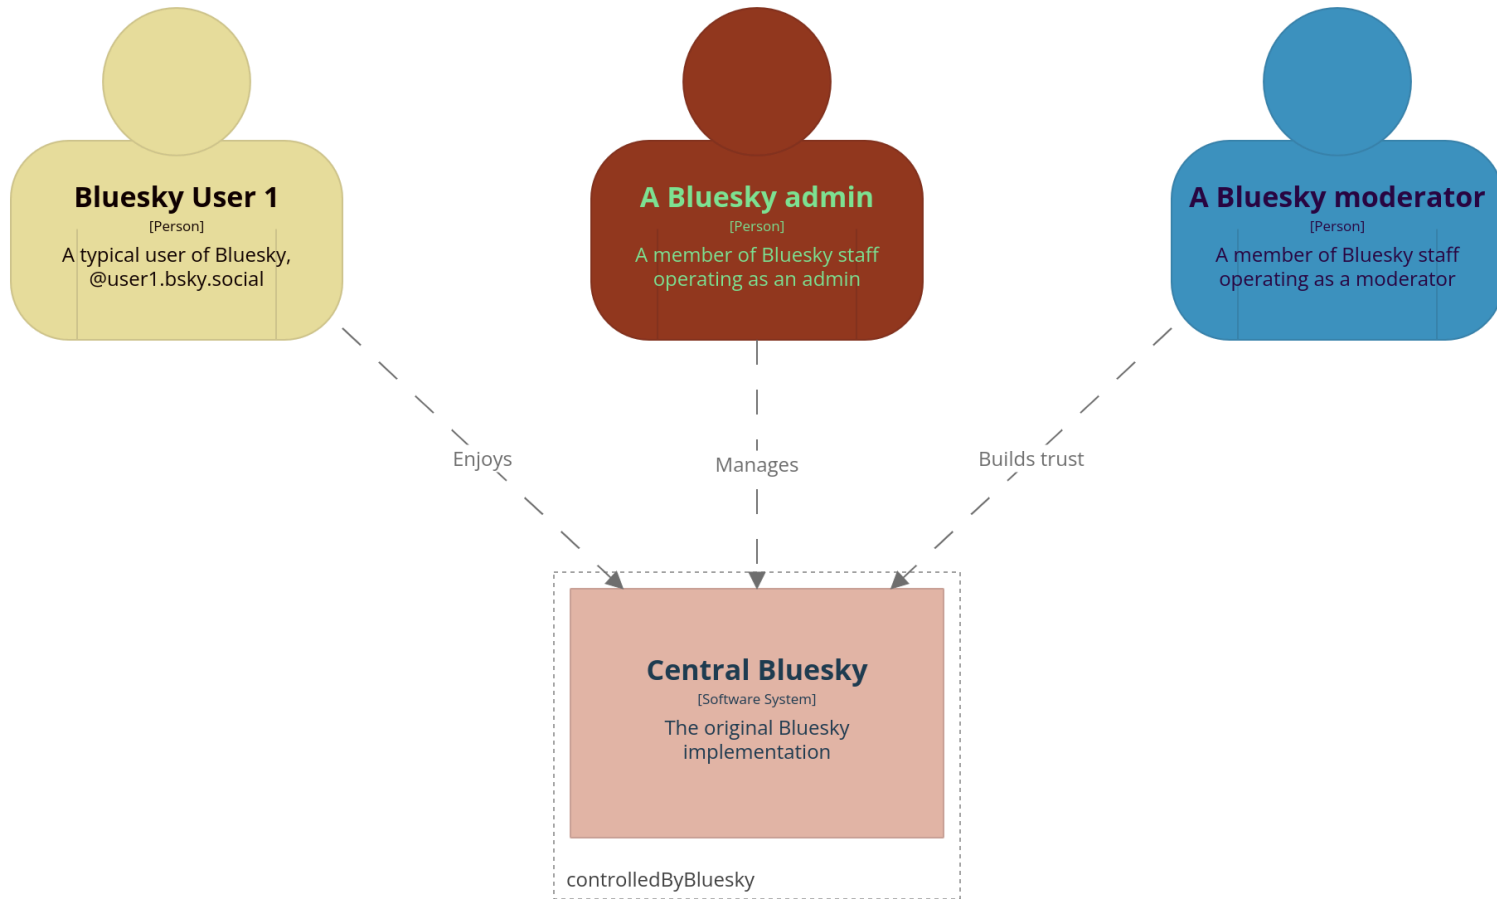 Bluesky User 1
[Person]
A typical user of Bluesky,
@user1.bsky.social
A Bluesky admin
[Person]
A member of Bluesky staff
operating as an admin
A Bluesky moderator
[Person]
A member of Bluesky staff
operating as a moderator
Enjoys
Manages
Builds trust
Central Bluesky
[Software System]
The original Bluesky
implementation
controlledByBluesky